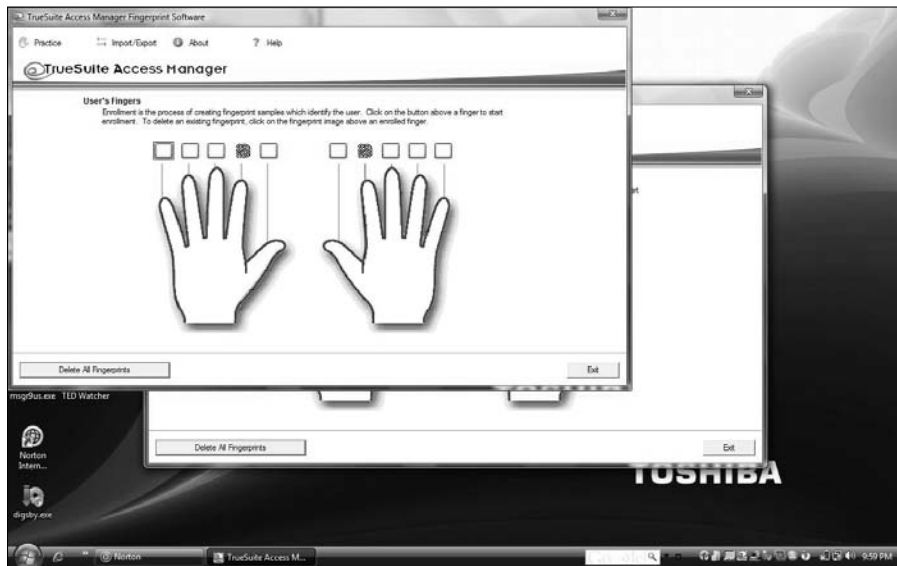 TrueSuite Access Manager Fingerprint Software
Practice Import/Export About ? Help
TrueSuite Access Manager
User's Fingers
Enrollment is the process of creating fingerprint samples which identify the user. Click on the button above a finger to start
enrollment. To delete an existing fingerprint, click on the fingerprint image above an enrolled finger.
Delete All Fingerprints Exit
msgr9us.exe TED Watcher
Delete All Fingerprints Exit
Norton
Intern...
TOSHIBA
digsby.exe
Norton TrueSuite Access M... 9:59 PM